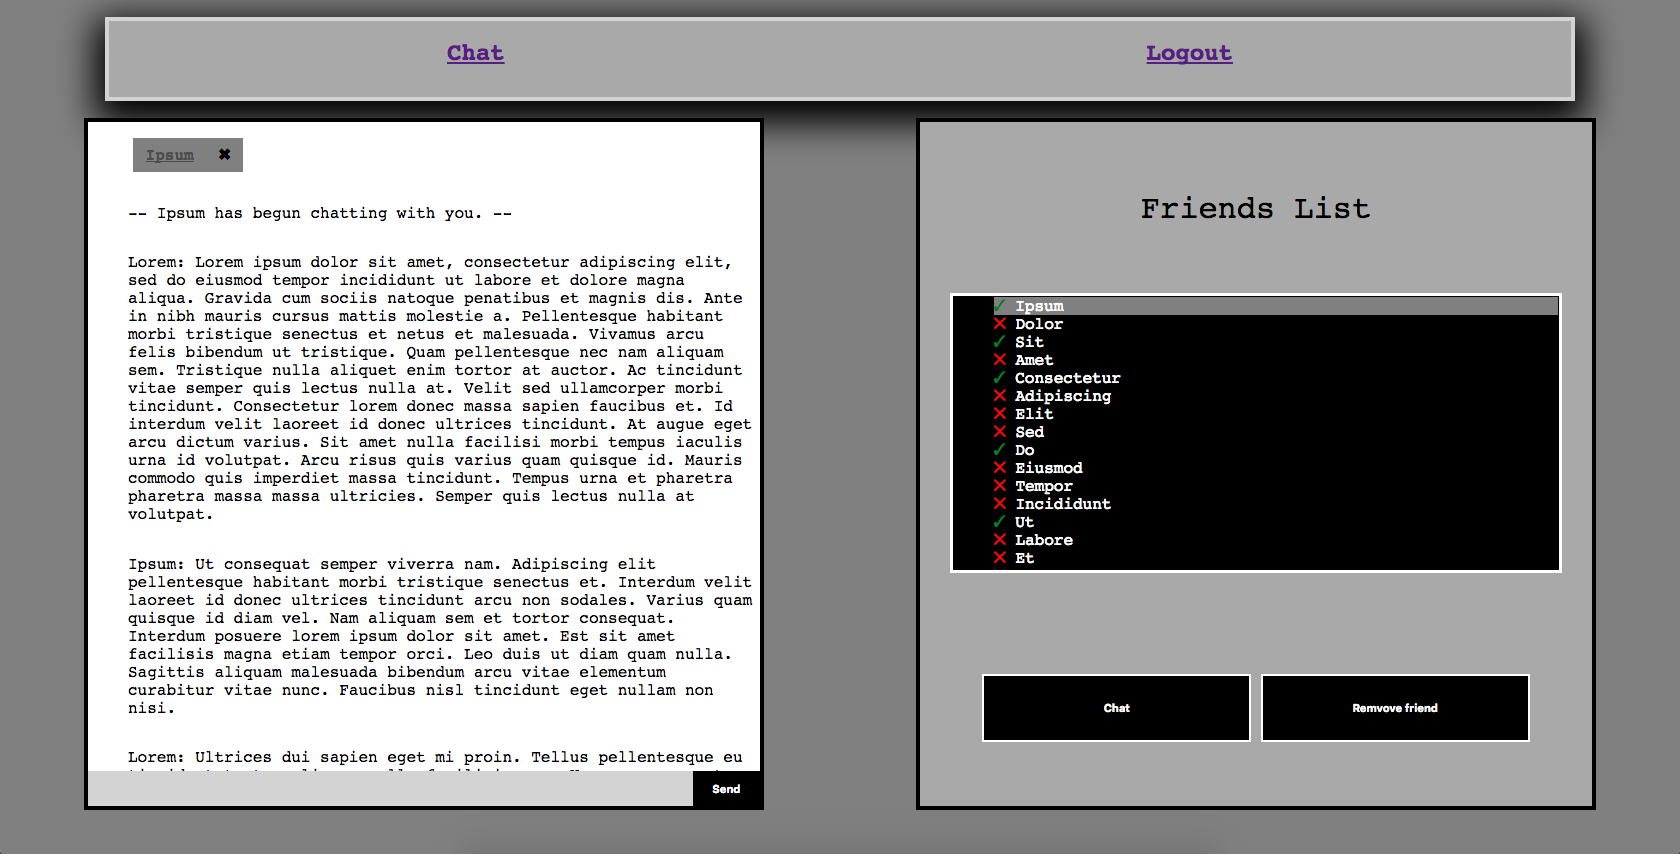 Chat
Logout
Ipsum ✖
-- Ipsum has begun chatting with you. --
Lorem: Lorem ipsum dolor sit amet, consectetur adipiscing elit,
sed do eiusmod tempor incididunt ut labore et dolore magna
aliqua. Gravida cum sociis natoque penatibus et magnis dis. Ante
in nibh mauris cursus mattis molestie a. Pellentesque habitant
morbi tristique senectus et netus et malesuada. Vivamus arcu
felis bibendum ut tristique. Quam pellentesque nec nam aliquam
sem. Tristique nulla aliquet enim tortor at auctor. Ac tincidunt
vitae semper quis lectus nulla at. Velit sed ullamcorper morbi
tincidunt. Consectetur lorem donec massa sapien faucibus et. Id
interdum velit laoreet id donec ultrices tincidunt. At augue eget
arcu dictum varius. Sit amet nulla facilisi morbi tempus iaculis
urna id volutpat. Arcu risus quis varius quam quisque id. Mauris
commodo quis imperdiet massa tincidunt. Tempus urna et pharetra
pharetra massa massa ultricies. Semper quis lectus nulla at
volutpat.
Ipsum: Ut consequat semper viverra nam. Adipiscing elit
pellentesque habitant morbi tristique senectus et. Interdum velit
laoreet id donec ultrices tincidunt arcu non sodales. Varius quam
quisque id diam vel. Nam aliquam sem et tortor consequat.
Interdum posuere lorem ipsum dolor sit amet. Est sit amet
facilisis magna etiam tempor orci. Leo duis ut diam quam nulla.
Sagittis aliquam malesuada bibendum arcu vitae elementum
curabitur vitae nunc. Faucibus nisl tincidunt eget nullam non
nisi.
Lorem: Ultrices dui sapien eget mi proin. Tellus pellentesque eu
Send
Friends List
✓ Ipsum
✕ Dolor
✓ Sit
✕ Amet
✓ Consectetur
✕ Adipiscing
✕ Elit
✕ Sed
✓ Do
✕ Eiusmod
✕ Tempor
✕ Incididunt
✓ Ut
✕ Labore
✕ Et
Chat
Remvove friend